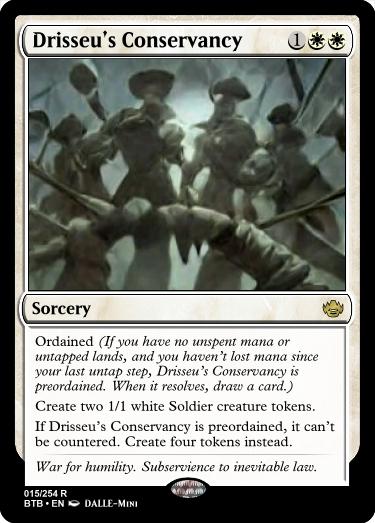 Drisseu's Conservancy 1
Sorcery
Ordained (If you have no unspent mana or
untapped lands, and you haven't lost mana since
your last untap step, Drisseu's Conservancy is
preordained. When it resolves, draw a card.)
Create two 1/1 white Soldier creature tokens.
If Drisseu's Conservancy is preordained, it can't
be countered. Create four tokens instead.
War for humility. Subservience to inevitable law.
015/254 R
BTB • EN DALLE-Mini